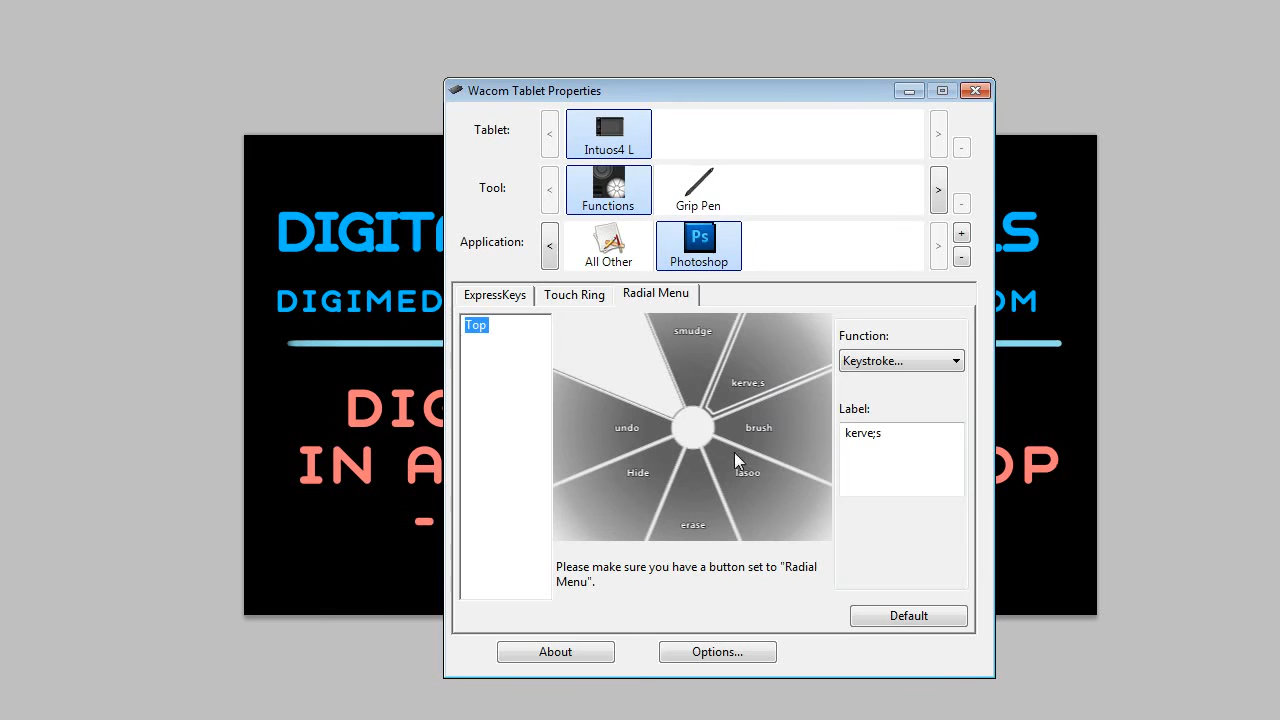 Wacom Tablet Properties
Tablet:
<
Intuos4 L
>
-
Tool:
<
Functions
Grip Pen
>
-
Application:
<
All Other
Ps
Photoshop
>
+
-
ExpressKeys
Touch Ring
Radial Menu
Top
smudge
kerve,s
undo
brush
Hide
lasoo
erase
Function:
Keystroke...
Label:
kerve;s
Please make sure you have a button set to "Radial
Menu".
Default
About
Options...
DIGITA
LS
DIGIMED
OM
DIG
IN A
OP
-